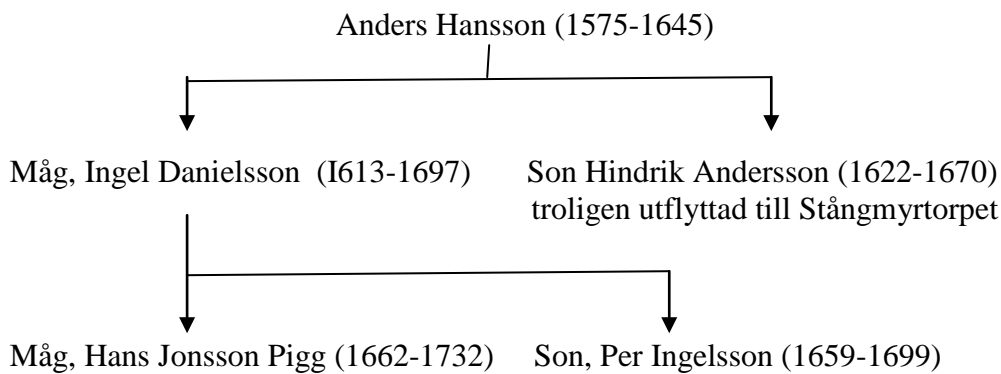 Anders Hansson (1575-1645)
Måg, Ingel Danielsson  (I613-1697)
Son Hindrik Andersson (1622-1670)
troligen utflyttad till Stångmyrtorpet
Måg, Hans Jonsson Pigg (1662-1732)
Son, Per Ingelsson (1659-1699)